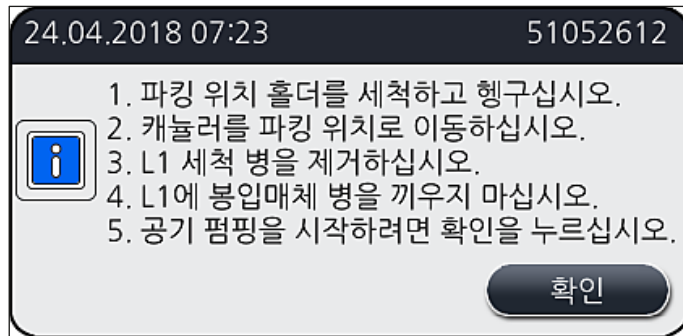 24.04.2018 07:23 51052612
1. 파킹 위치 홀더를 세척하고 헹구십시오.
2. 캐뉼러를 파킹 위치로 이동하십시오.
3. L1 세척 병을 제거하십시오.
4. L1에 봉입매체 병을 끼우지 마십시오.
5. 공기 펌핑을 시작하려면 확인을 누르십시오.
확인